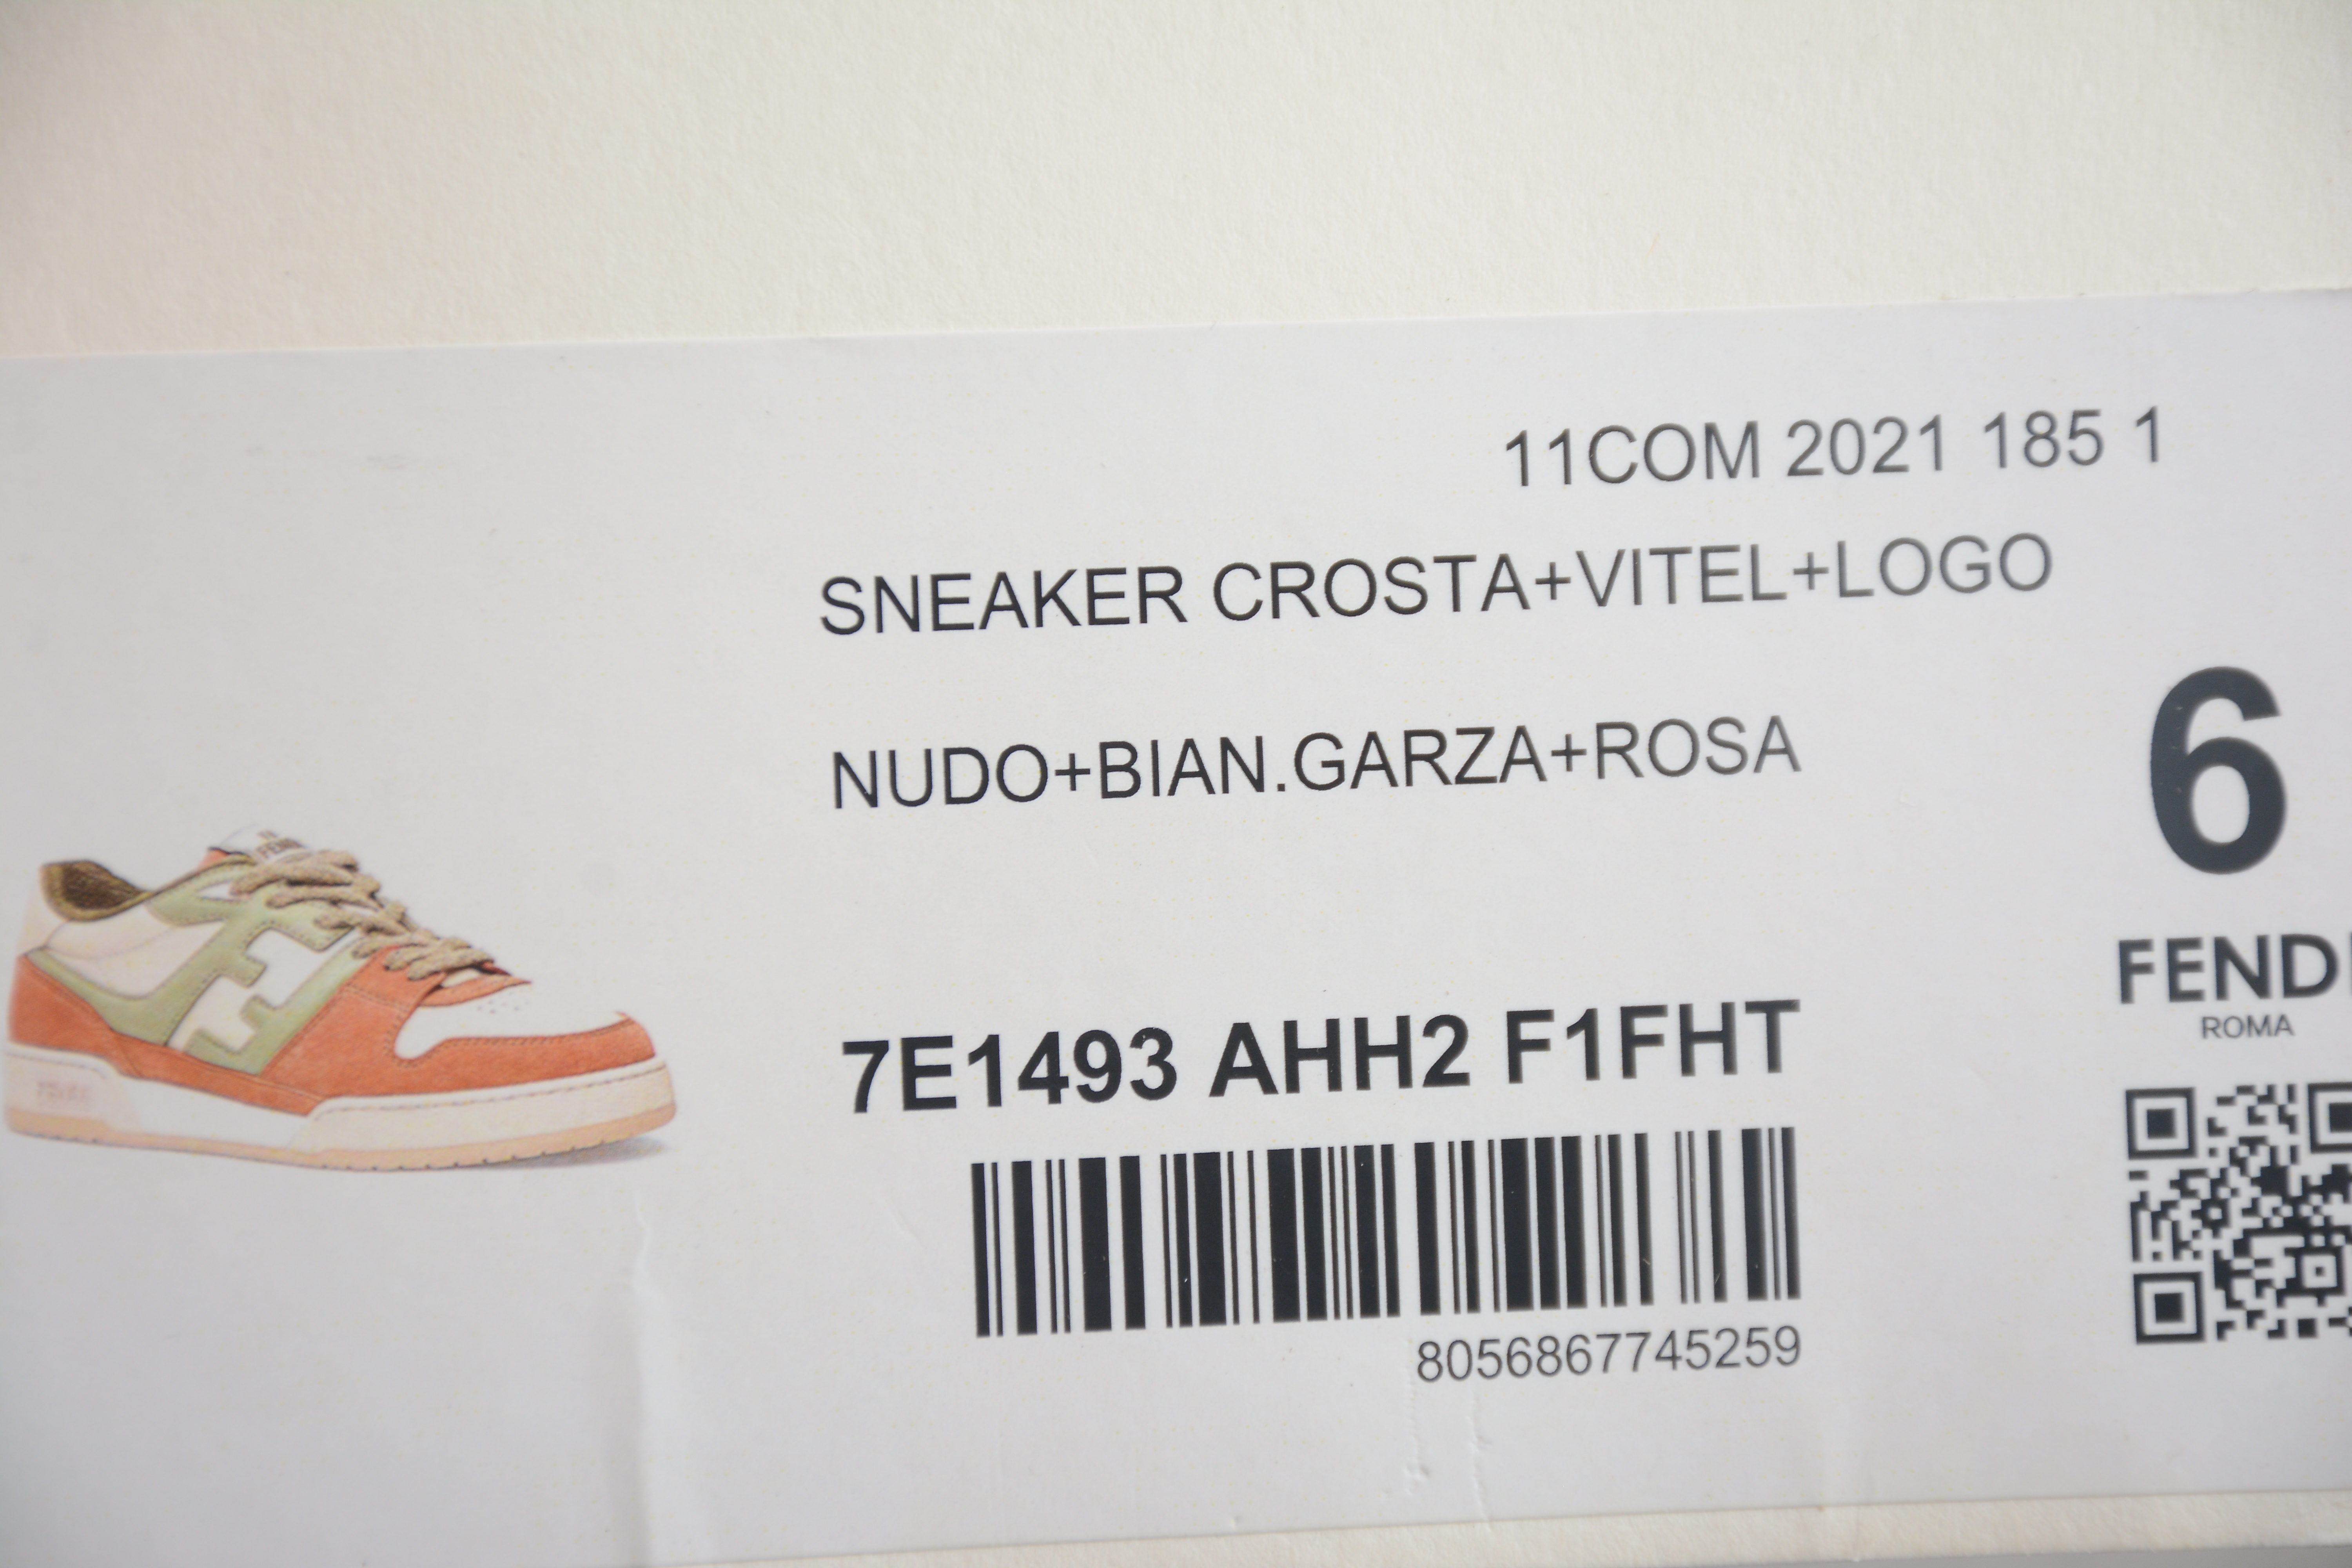 11COM 2021 185 1
SNEAKER CROSTA+VITEL+LOGO
NUDO+BIAN.GARZA+ROSA
6
FENDI
ROMA
7E1493 AHH2 F1FHT
8056867745259